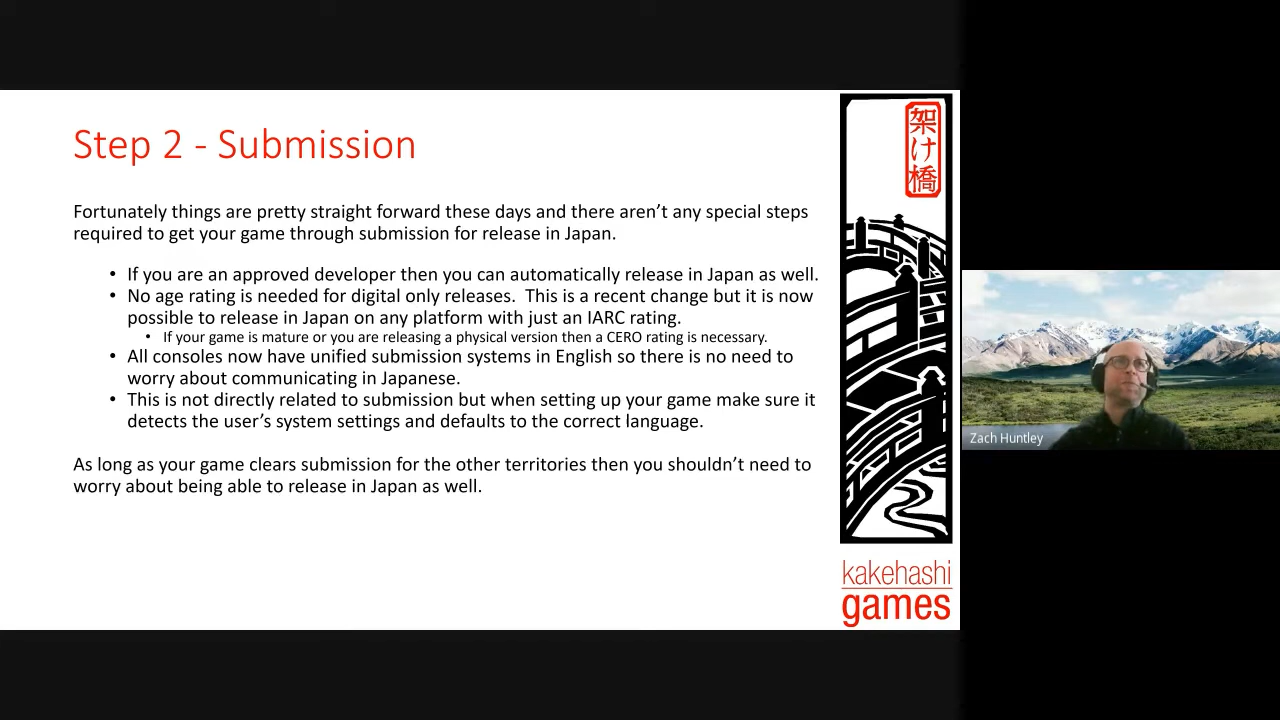 Step 2 - Submission
Fortunately things are pretty straight forward these days and there aren’t any special steps
required to get your game through submission for release in Japan.
• If you are an approved developer then you can automatically release in Japan as well.
• No age rating is needed for digital only releases.  This is a recent change but it is now
possible to release in Japan on any platform with just an IARC rating.
• If your game is mature or you are releasing a physical version then a CERO rating is necessary.
• All consoles now have unified submission systems in English so there is no need to
worry about communicating in Japanese.
• This is not directly related to submission but when setting up your game make sure it
detects the user’s system settings and defaults to the correct language.
As long as your game clears submission for the other territories then you shouldn’t need to
worry about being able to release in Japan as well.
架け橋
kakehashi
games
Zach Huntley